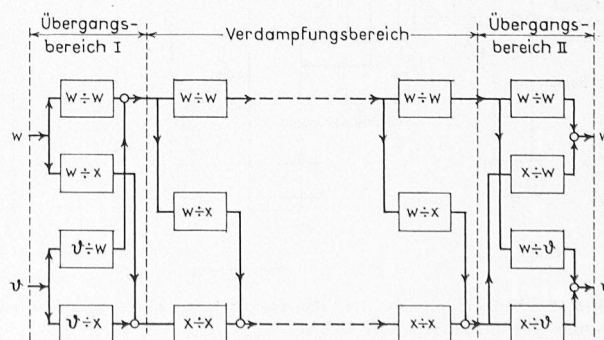 Übergangs-
bereich I
Verdampfungsbereich
Übergangs-
bereich II
W÷W
W÷W
W÷W
W÷W
w
w
W÷X
X÷W
W÷X
W÷X
ϑ÷W
W÷ϑ
ϑ
ϑ
ϑ÷X
X÷X
X÷X
X÷ϑ